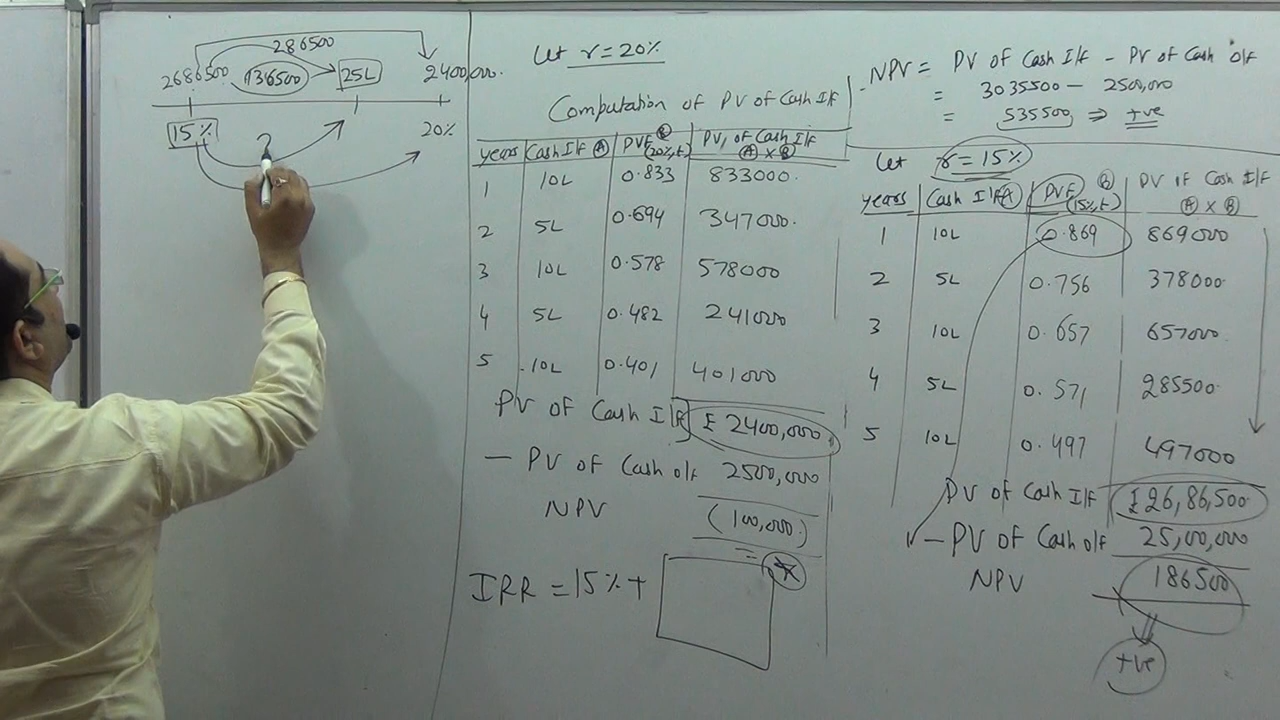 286500
2686500 136500 25L 2400,000.
15% ? 20%
Let r = 20%
Computation of PV of Cash I/f
years Cash I/f (A) PVF (B) (20%,t) PV, of Cash I/f (A) x (B)
1 10L 0.833 833000.
2 5L 0.694 347000.
3 10L 0.578 578000
4 5L 0.482 241000
5 10L 0.401 401000
PV of Cash I/f £ 2400,000
— PV of Cash o/f 2500,000
NPV (100,000)
IRR = 15% +
NPV = PV of Cash I/f - PV of Cash o/f
= 3035500 - 2500,000
= 535500 ⇒ +ve
Let r = 15%
years Cash I/f (A) PVF (B) (15%,t) PV of Cash I/f (A) x (B)
1 10L 0.869 869000
2 5L 0.756 378000.
3 10L 0.657 657000
4 5L 0.571 285500.
5 10L 0.497 497000
PV of Cash I/f £ 26,86,500
— PV of Cash o/f 25,00,000
NPV 186500
+ve